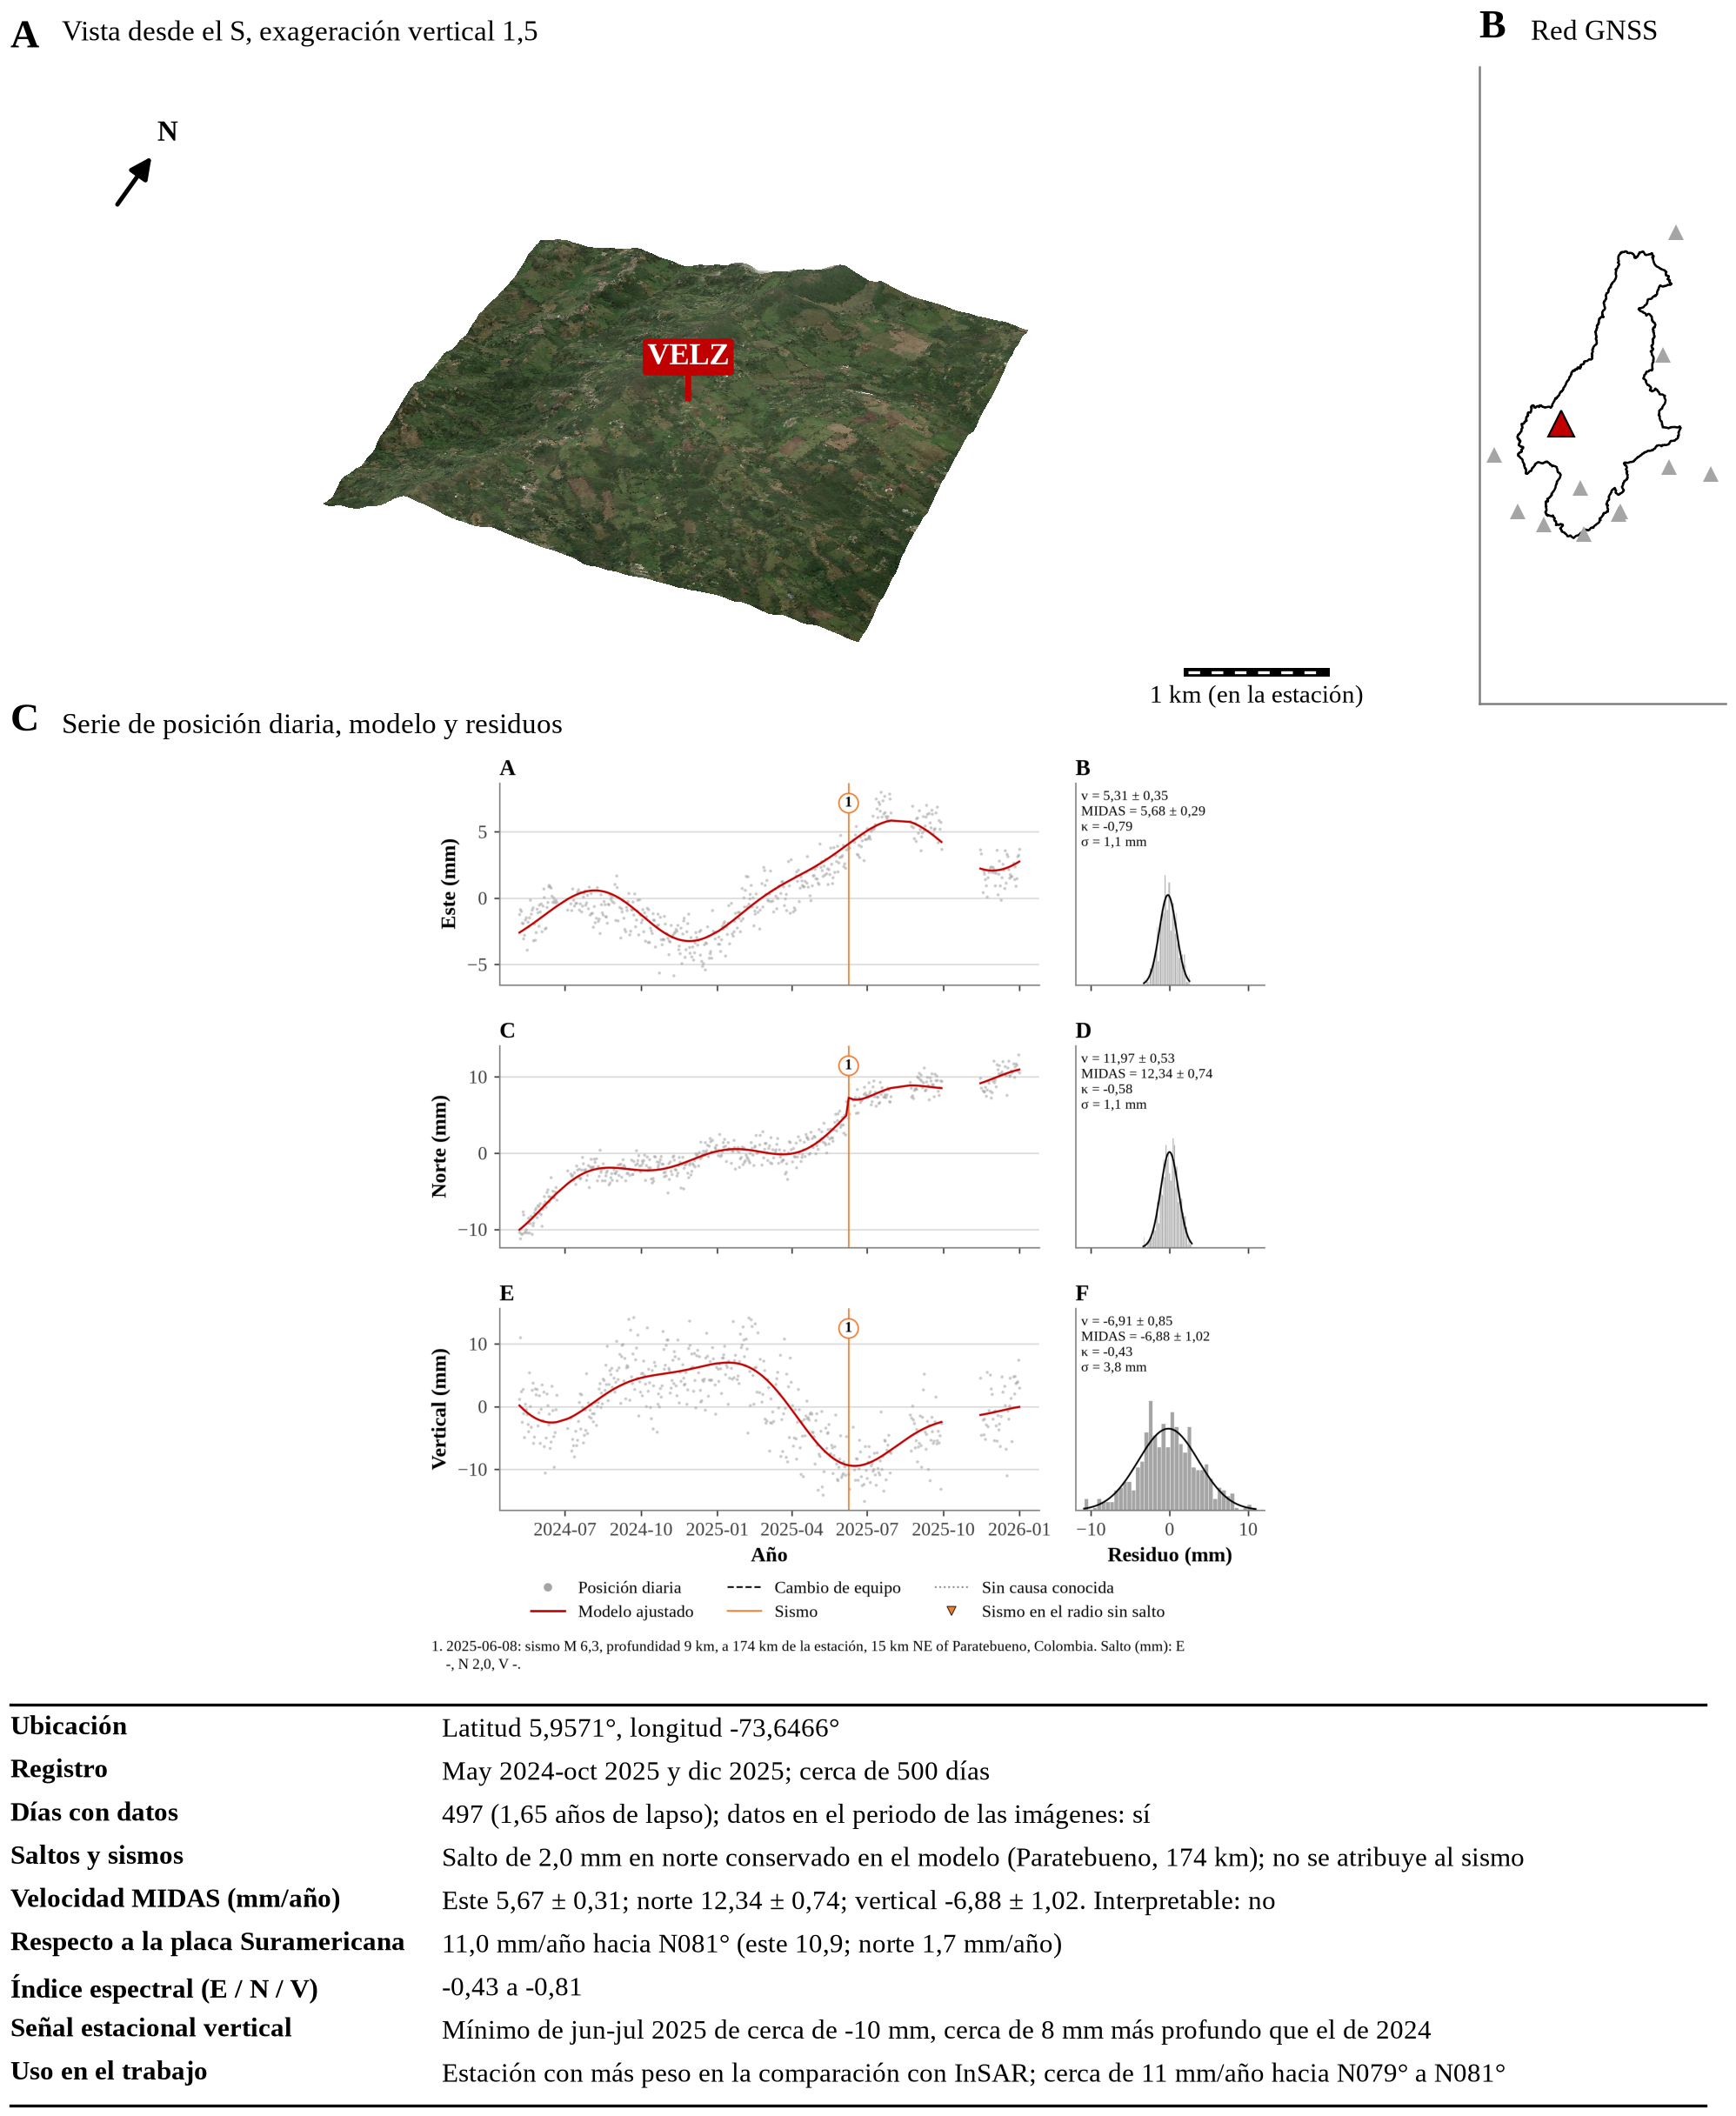 A Vista desde el S, exageración vertical 1,5
B Red GNSS
N
VELZ
1 km (en la estación)
C Serie de posición diaria, modelo y residuos
A
Este (mm)
5
0
−5
1
B
v = 5,31 ± 0,35
MIDAS = 5,68 ± 0,29
κ = -0,79
σ = 1,1 mm
C
Norte (mm)
10
0
−10
1
D
v = 11,97 ± 0,53
MIDAS = 12,34 ± 0,74
κ = -0,58
σ = 1,1 mm
E
Vertical (mm)
10
0
−10
1
2024-07 2024-10 2025-01 2025-04 2025-07 2025-10 2026-01
Año
F
v = -6,91 ± 0,85
MIDAS = -6,88 ± 1,02
κ = -0,43
σ = 3,8 mm
−10 0 10
Residuo (mm)
Posición diaria Cambio de equipo Sin causa conocida
Modelo ajustado Sismo Sismo en el radio sin salto
1. 2025-06-08: sismo M 6,3, profundidad 9 km, a 174 km de la estación, 15 km NE of Paratebueno, Colombia. Salto (mm): E
-, N 2,0, V -.
Ubicación Latitud 5,9571°, longitud -73,6466°
Registro May 2024-oct 2025 y dic 2025; cerca de 500 días
Días con datos 497 (1,65 años de lapso); datos en el periodo de las imágenes: sí
Saltos y sismos Salto de 2,0 mm en norte conservado en el modelo (Paratebueno, 174 km); no se atribuye al sismo
Velocidad MIDAS (mm/año) Este 5,67 ± 0,31; norte 12,34 ± 0,74; vertical -6,88 ± 1,02. Interpretable: no
Respecto a la placa Suramericana 11,0 mm/año hacia N081° (este 10,9; norte 1,7 mm/año)
Índice espectral (E / N / V) -0,43 a -0,81
Señal estacional vertical Mínimo de jun-jul 2025 de cerca de -10 mm, cerca de 8 mm más profundo que el de 2024
Uso en el trabajo Estación con más peso en la comparación con InSAR; cerca de 11 mm/año hacia N079° a N081°